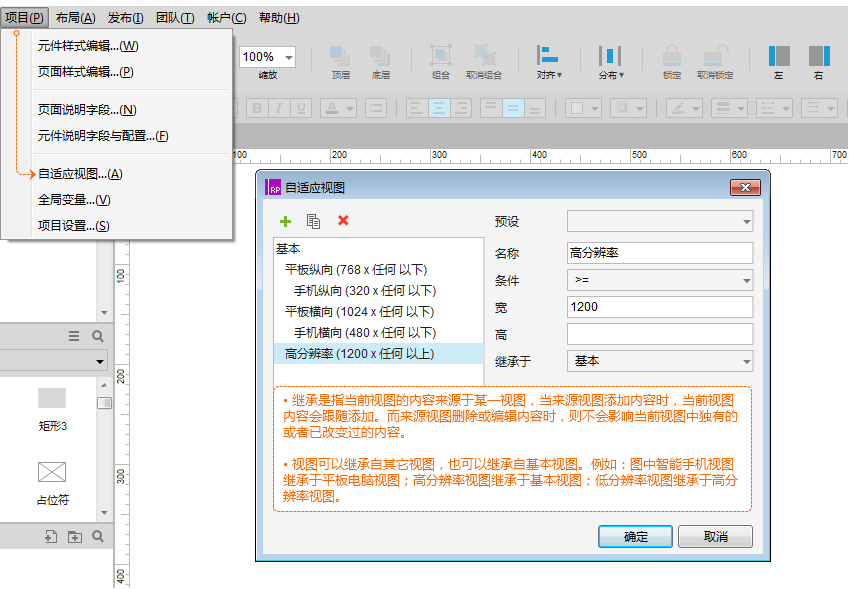 项目(P) 布局(A) 发布(I) 团队(T) 帐户(C) 帮助(H)
元件样式编辑...(W)
页面样式编辑...(P)
页面说明字段...(N)
元件说明字段与配置...(F)
自适应视图...(A)
全局变量...(V)
项目设置...(S)
100%
缩放 顶层 底层 组合 取消组合 对齐▼ 分布▼ 锁定 取消锁定 左 右
B I U A
100 200 300 400 500 600 700
100
200
300
400
矩形3
占位符
RP 自适应视图
基本
平板纵向 (768 x 任何 以下)
手机纵向 (320 x 任何 以下)
平板横向 (1024 x 任何 以下)
手机横向 (480 x 任何 以下)
高分辨率 (1200 x 任何 以上)
预设
名称 高分辨率
条件 >=
宽 1200
高
继承于 基本
• 继承是指当前视图的内容来源于某一视图，当来源视图添加内容时，当前视图
内容会跟随添加。而来源视图删除或编辑内容时，则不会影响当前视图中独有的
或者已改变过的内容。
• 视图可以继承自其它视图，也可以继承自基本视图。例如：图中智能手机视图
继承于平板电脑视图；高分辨率视图继承于基本视图；低分辨率视图继承于高分
辨率视图。
确定 取消